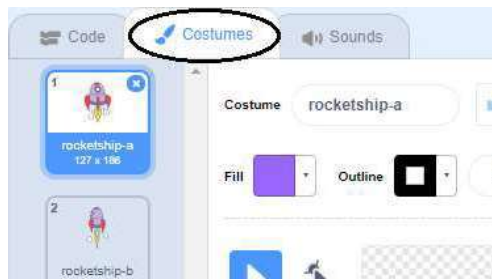 Code
Costumes
Sounds
1
rocketship-a
127 x 186
2
rocketship-b
Costume
rocketship-a
Fill
Outline